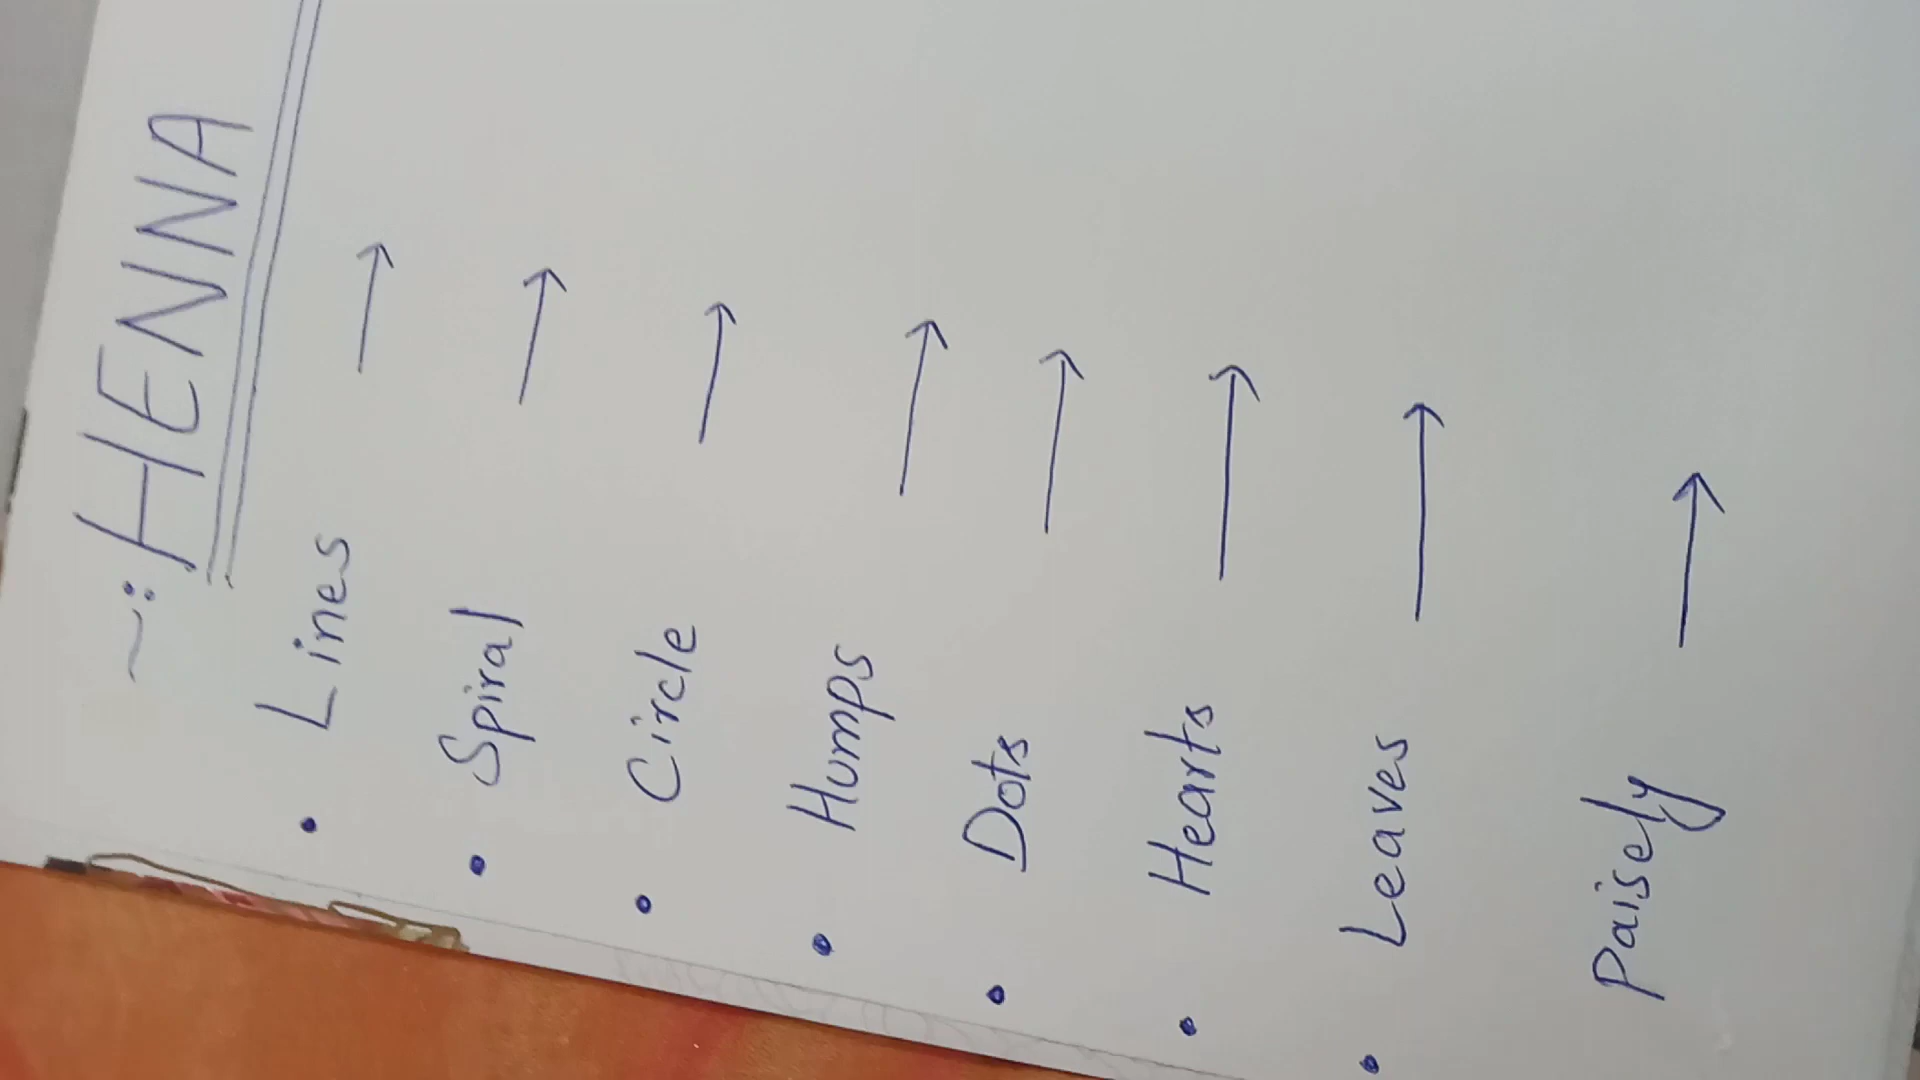 ~: HENNA
• Lines →
• Spiral →
• Circle →
• Humps →
• Dots →
• Hearts →
• Leaves →
Paisely →